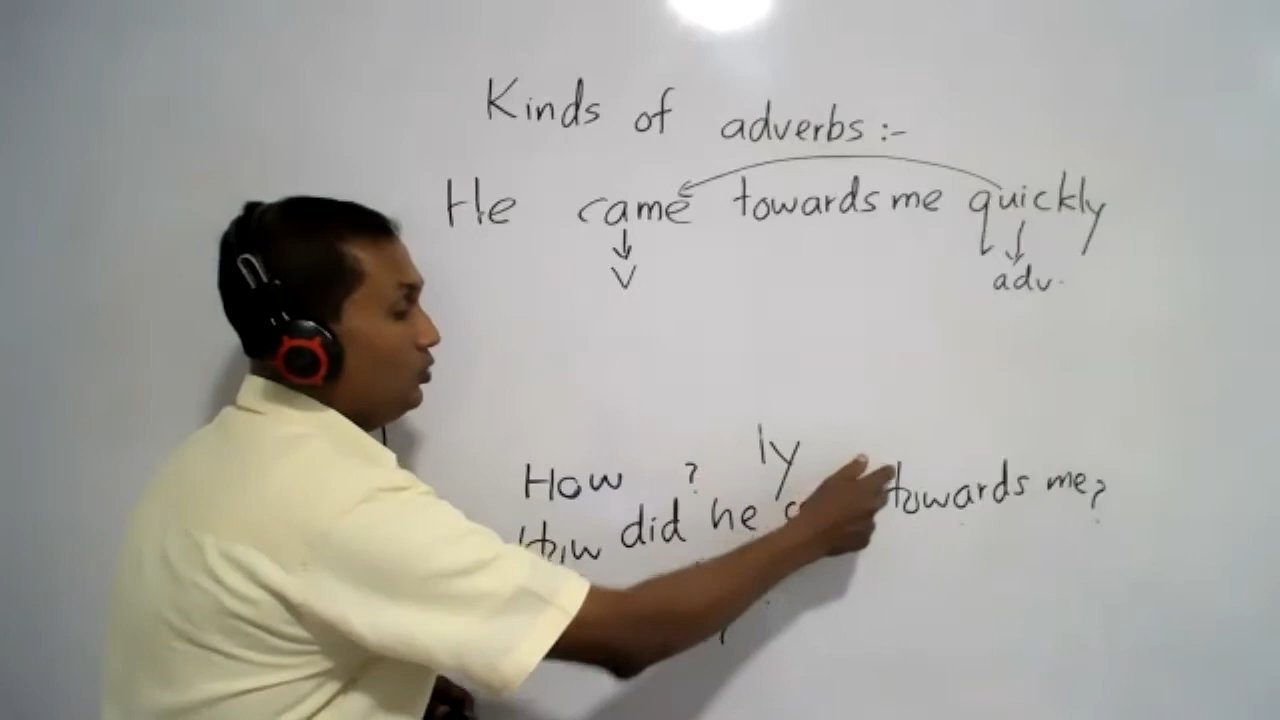 Kinds of adverbs :-
He came towards me quickly
V adv.
How ? ly
How did he towards me?